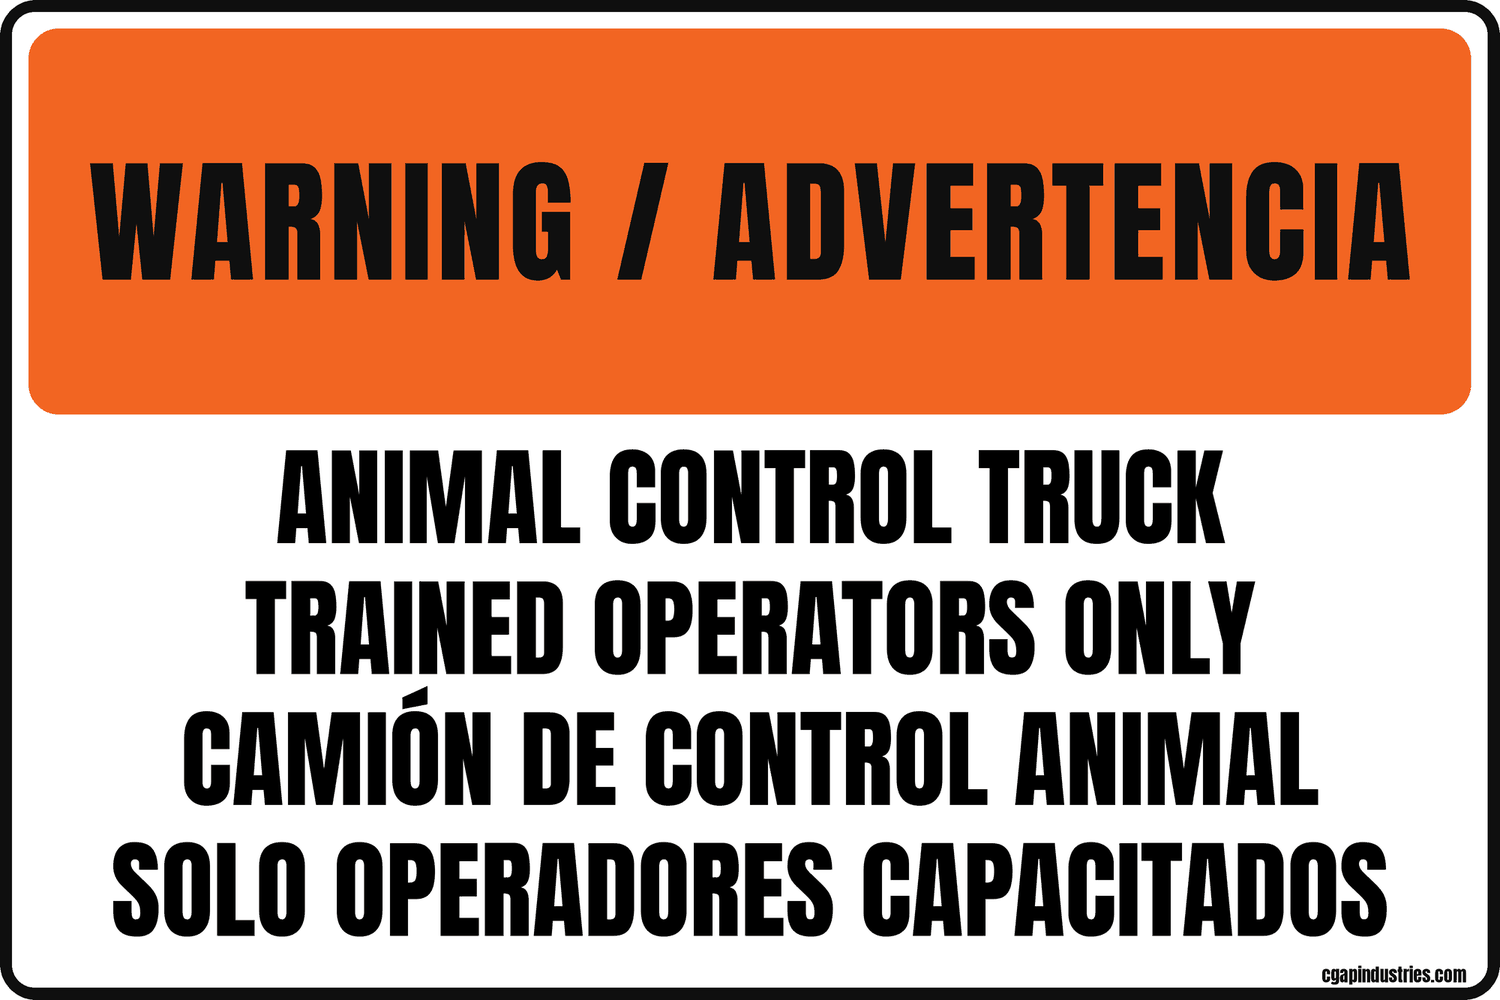 WARNING / ADVERTENCIA
ANIMAL CONTROL TRUCK
TRAINED OPERATORS ONLY
CAMIÓN DE CONTROL ANIMAL
SOLO OPERADORES CAPACITADOS
cgapindustries.com